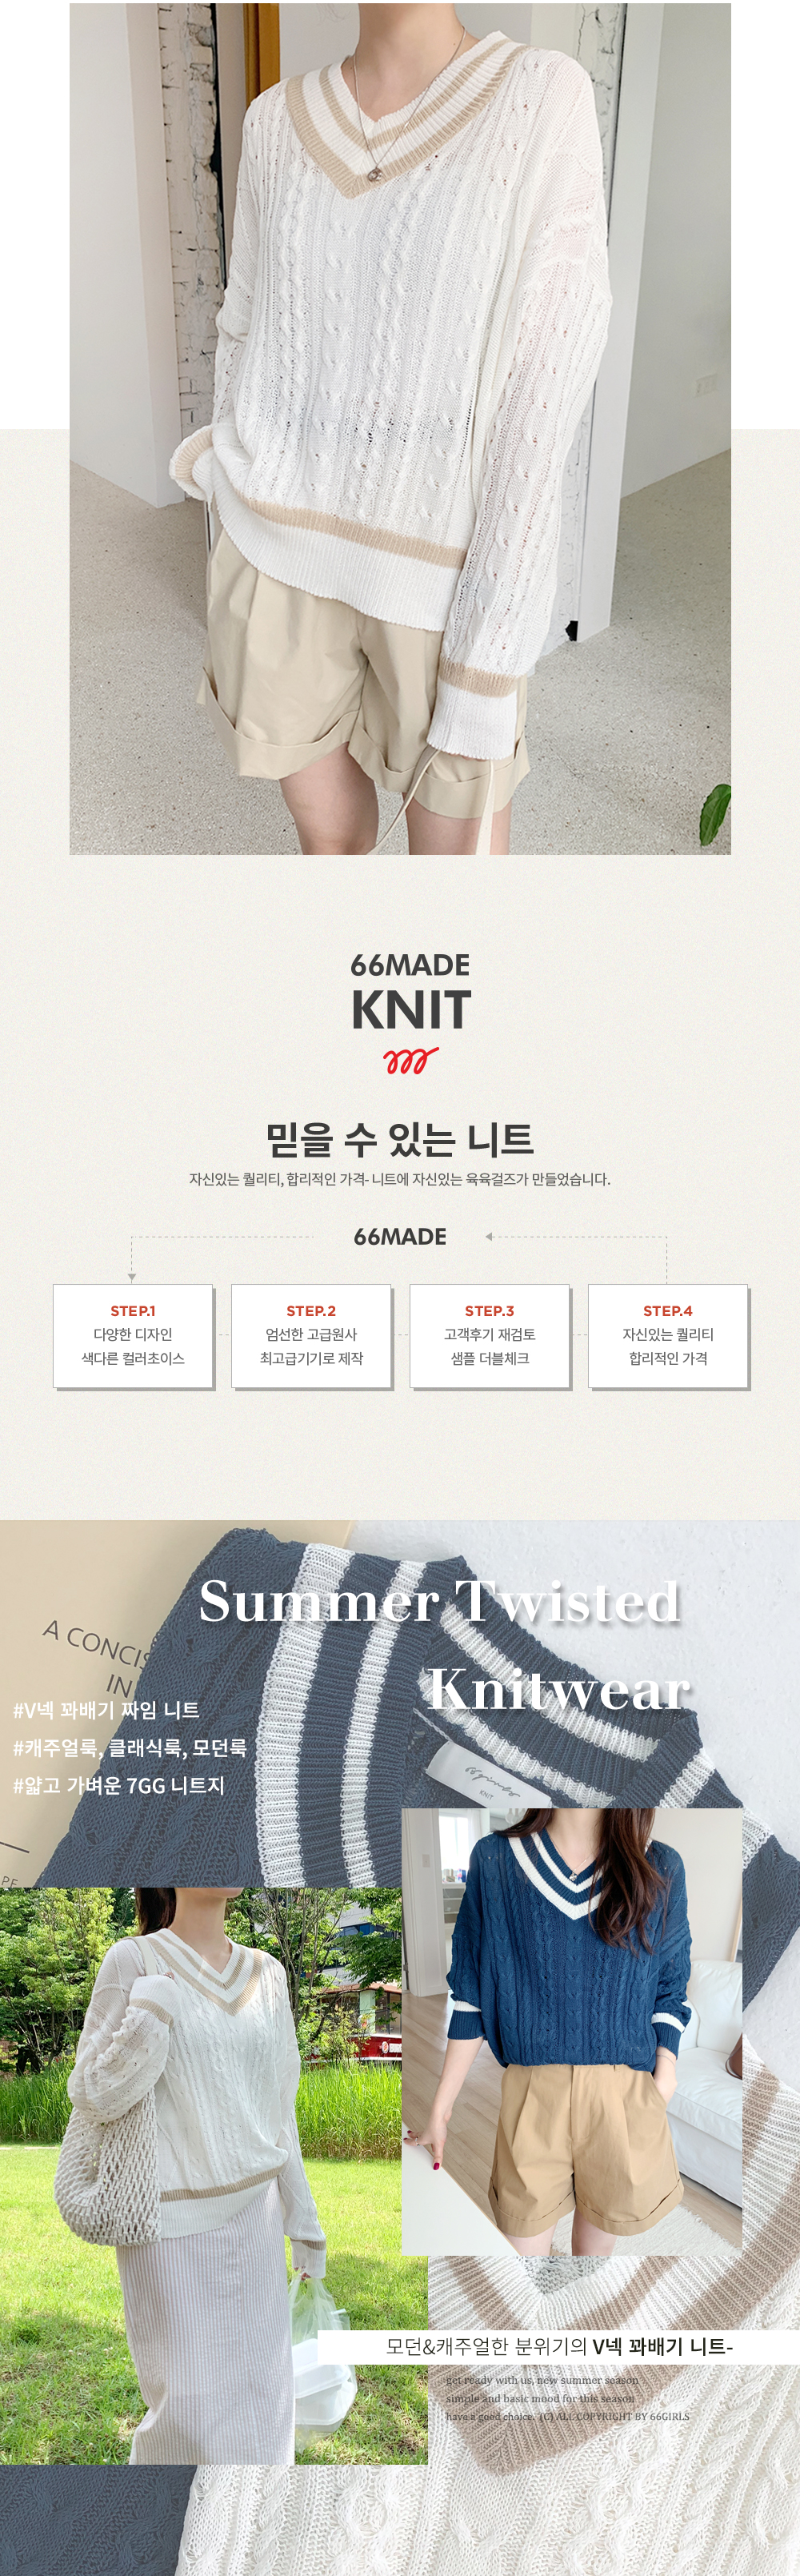 66MADE
KNIT
믿을 수 있는 니트
자신있는 퀄리티, 합리적인 가격- 니트에 자신있는 육육걸즈가 만들었습니다.
66MADE
STEP.1
다양한 디자인
색다른 컬러초이스
STEP.2
엄선한 고급원사
최고급기기로 제작
STEP.3
고객후기 재검토
샘플 더블체크
STEP.4
자신있는 퀄리티
합리적인 가격
Summer Twisted
Knitwear
A CONCIS
IN
#V넥 꽈배기 짜임 니트
#캐주얼룩, 클래식룩, 모던룩
#얇고 가벼운 7GG 니트지
66girls
KNIT
PE
모던&캐주얼한 분위기의 V넥 꽈배기 니트-
get ready with us, new summer season
simple and basic mood for this season
have a good choice. (C) ALL COPYRIGHT BY 66GIRLS